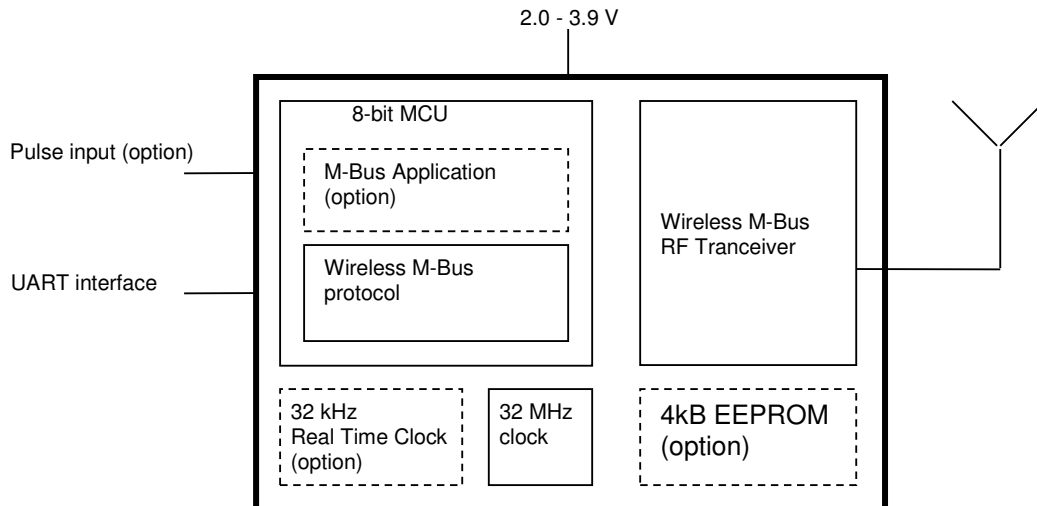 2.0 - 3.9 V
8-bit MCU
Pulse input (option)
M-Bus Application
(option)
Wireless M-Bus
RF Tranceiver
UART interface
Wireless M-Bus
protocol
32 kHz
Real Time Clock
(option)
32 MHz
clock
4kB EEPROM
(option)